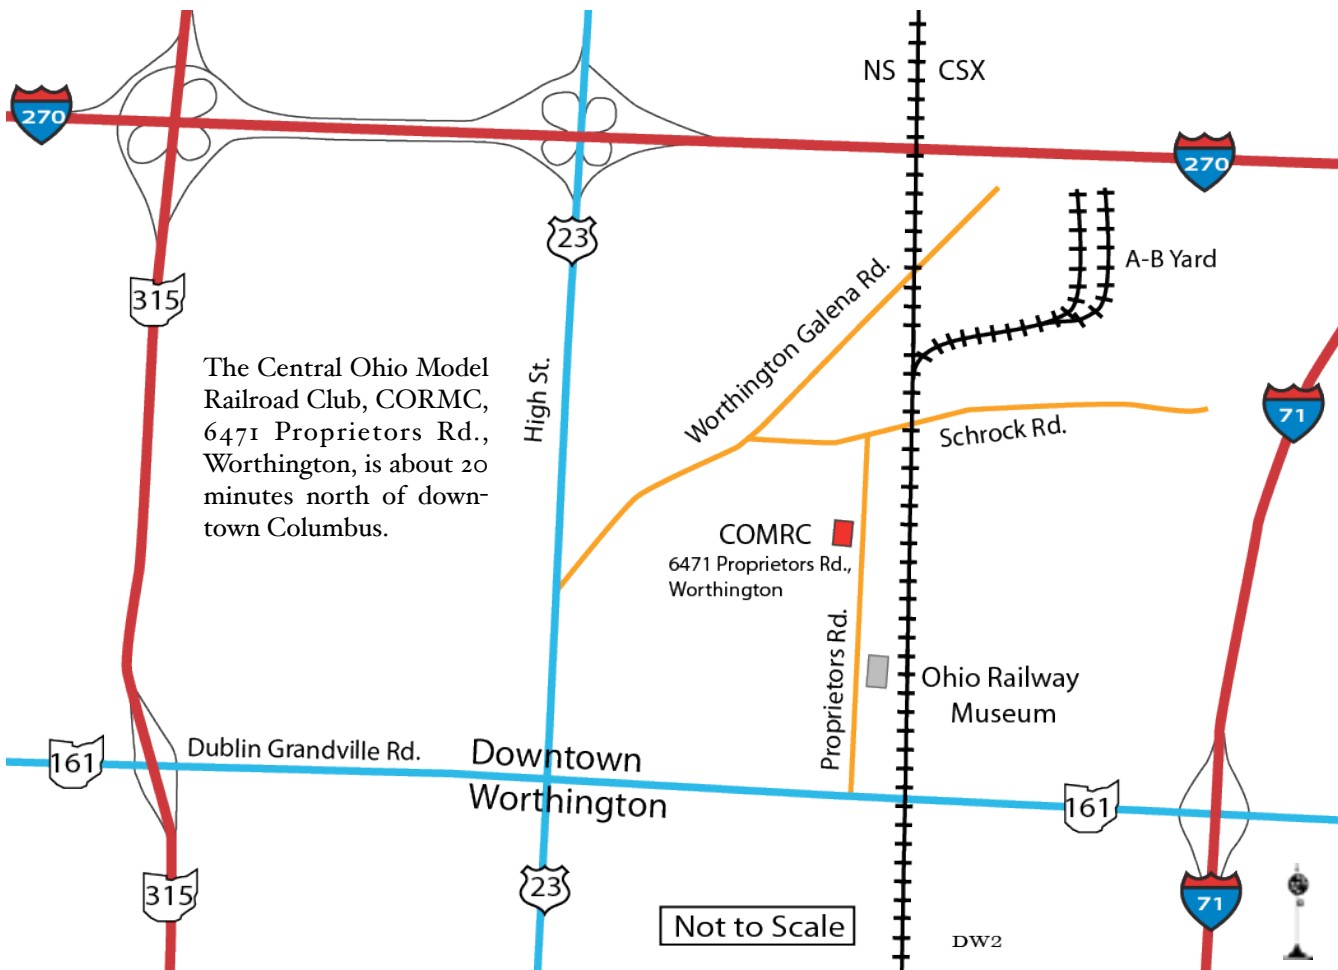 NS
CSX
270
270
23
315
A-B Yard
Worthington Galena Rd.
High St.
The Central Ohio Model
Railroad Club, CORMC,
6471 Proprietors Rd.,
Worthington, is about 20
minutes north of down-
town Columbus.
71
Schrock Rd.
COMRC
6471 Proprietors Rd.,
Worthington
Proprietors Rd.
Ohio Railway
Museum
161
Dublin Grandville Rd.
Downtown
Worthington
161
315
23
71
Not to Scale
DW2